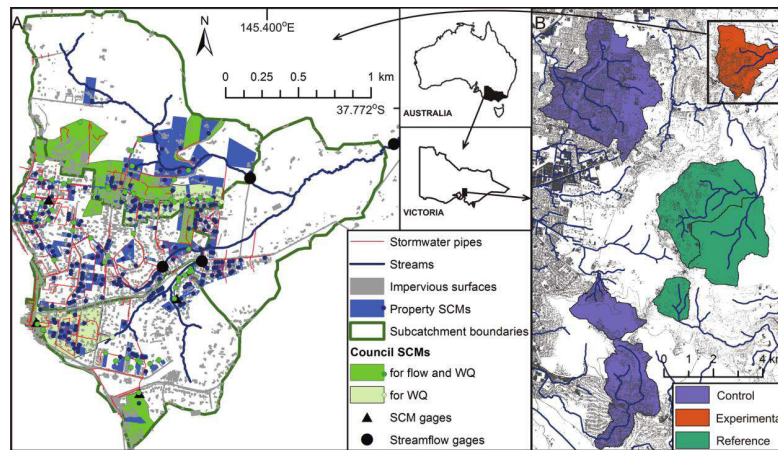 A
N
145.400°E
0 0.25 0.5 1 km
37.772°S
Stormwater pipes
Streams
Impervious surfaces
Property SCMs
Subcatchment boundaries
Council SCMs
for flow and WQ
for WQ
SCM gages
Streamflow gages
AUSTRALIA
VICTORIA
B
0 1 2 4 km
Control
Experimenta
Reference